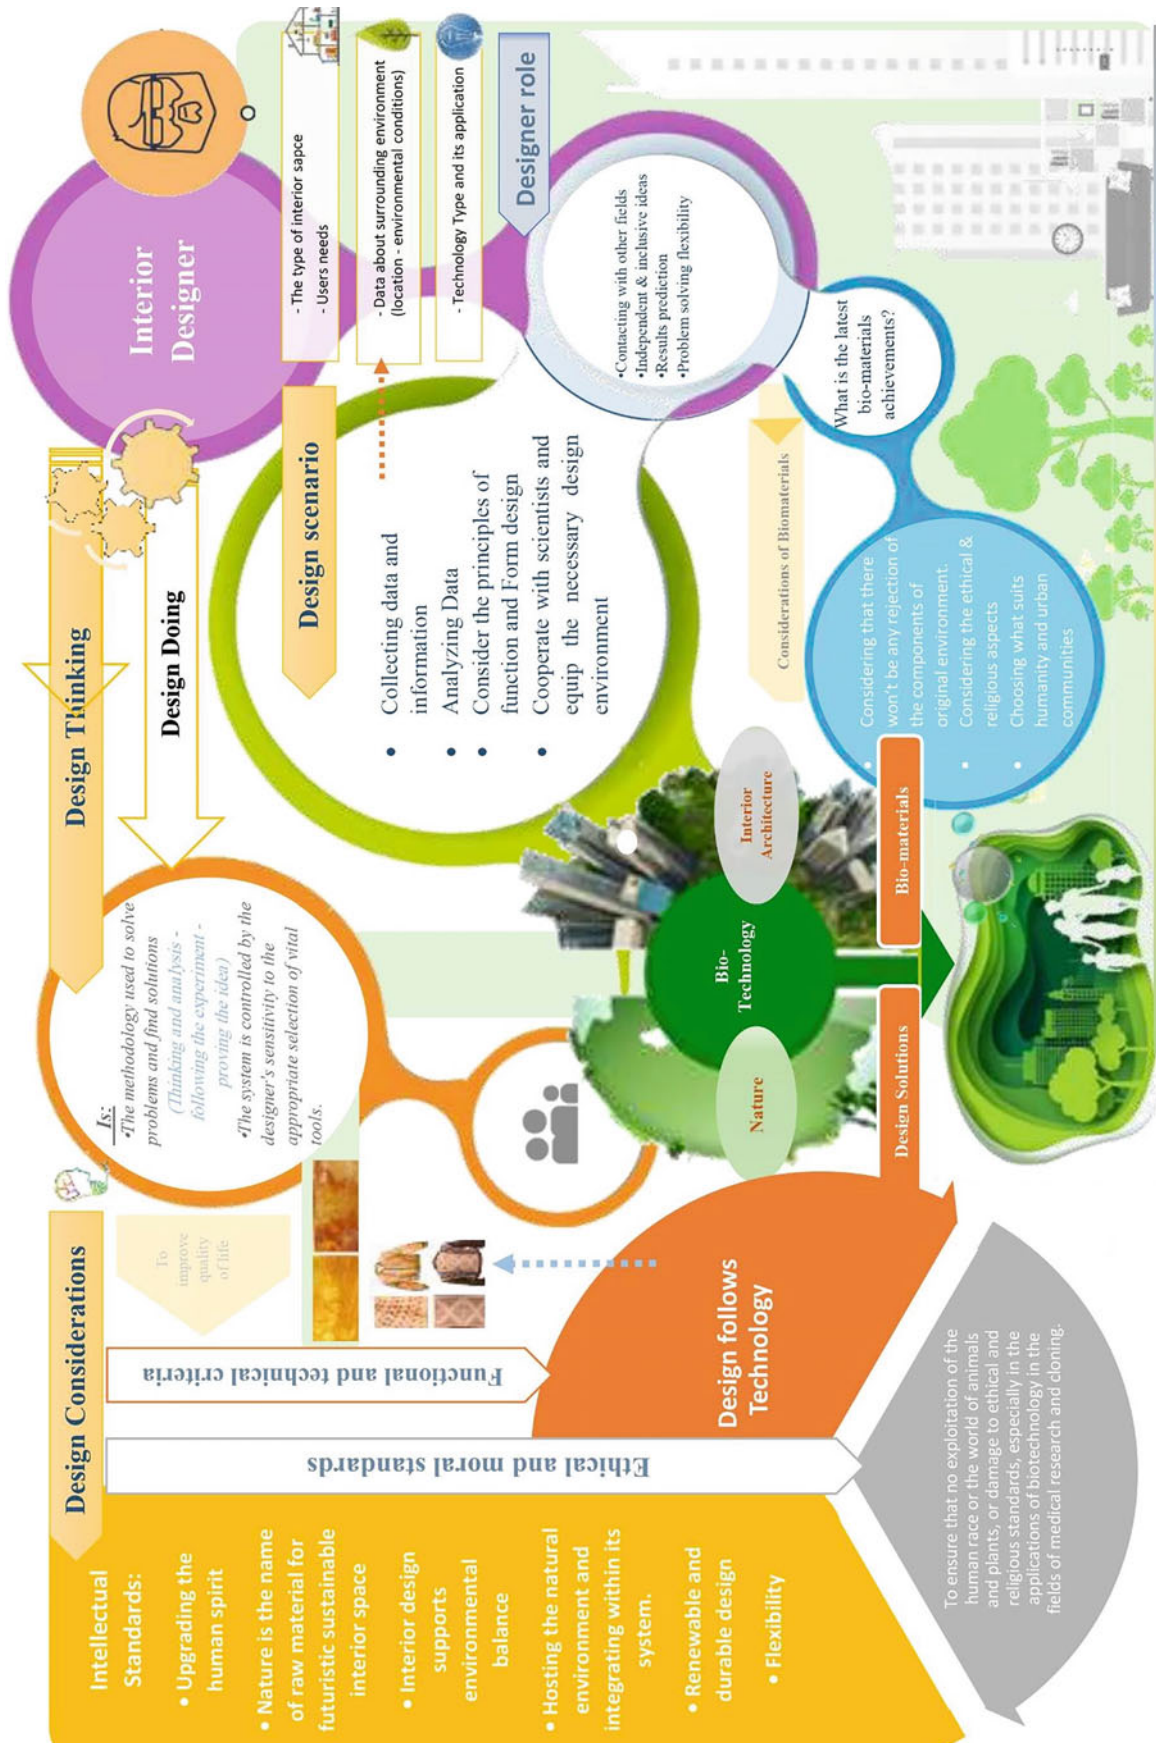 Design Considerations
Intellectual
Standards:
• Upgrading the
human spirit
• Nature is the name
of raw material for
futuristic sustainable
interior space
• Interior design
supports
environmental
balance
• Hosting the natural
environment and
integrating within its
system.
• Renewable and
durable design
• Flexibility
Ethical and moral standards
Functional and technical criteria
To ensure that no exploitation of the
human race or the world of animals
and plants, or damage to ethical and
religious standards, especially in the
applications of biotechnology in the
fields of medical research and cloning.
Design follows
Technology
To
improve
quality
of life
Design Thinking
Design Doing
Is:
•The methodology used to solve
problems and find solutions
(Thinking and analysis -
following the experiment -
proving the idea)
•The system is controlled by the
designer's sensitivity to the
appropriate selection of vital
tools.
Nature
Bio-
Technology
Interior
Architecture
Design Solutions
Bio-materials
Interior
Designer
Design scenario
• Collecting data and
information
• Analyzing Data
• Consider the principles of
function and Form design
• Cooperate with scientists and
equip the necessary design
environment
- The type of interior sapce
- Users needs
- Data about surrounding environment
(location - environmental conditions)
- Technology Type and its application
Designer role
•Contacting with other fields
•Independent & inclusive ideas
•Results prediction
•Problem solving flexibility
Considerations of Biomaterials
What is the latest
bio-materials
achievements?
• Considering that there
won't be any rejection of
the components of
original environment.
• Considering the ethical &
religious aspects
• Choosing what suits
humanity and urban
communities